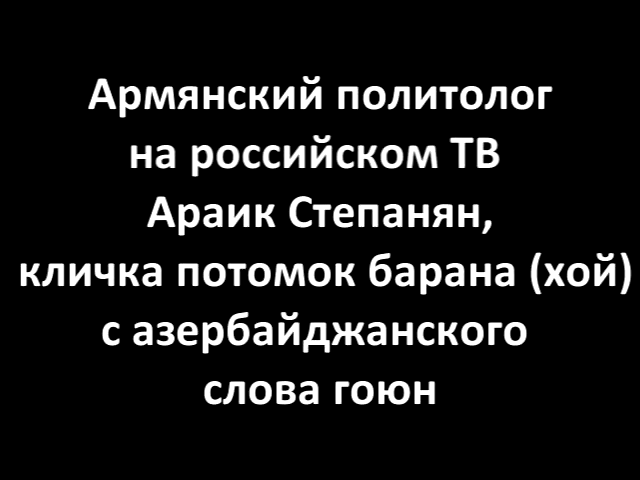 Армянский политолог
на российском ТВ
Араик Степанян,
кличка потомок барана (хой)
с азербайджанского
слова гоюн